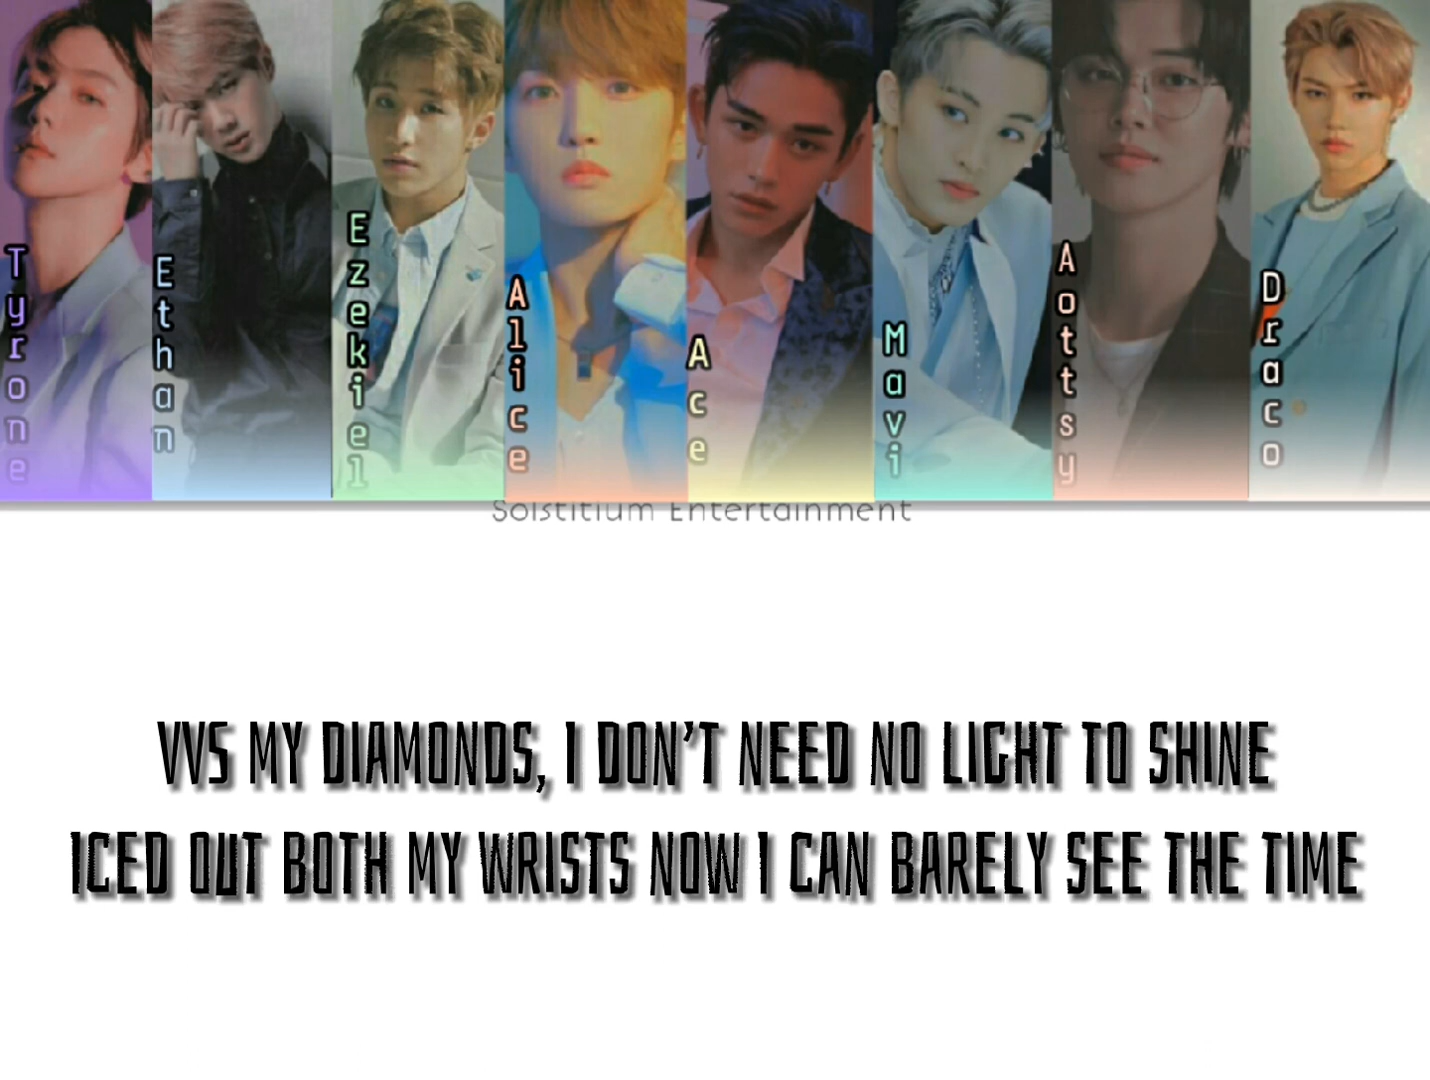 Tyrone
Ethan
Ezekiel
Alice
Ace
Mavi
Aottsy
Draco
Solstitium Entertainment
VVS MY DIAMONDS, I DON'T NEED NO LIGHT TO SHINE
ICED OUT BOTH MY WRISTS NOW I CAN BARELY SEE THE TIME